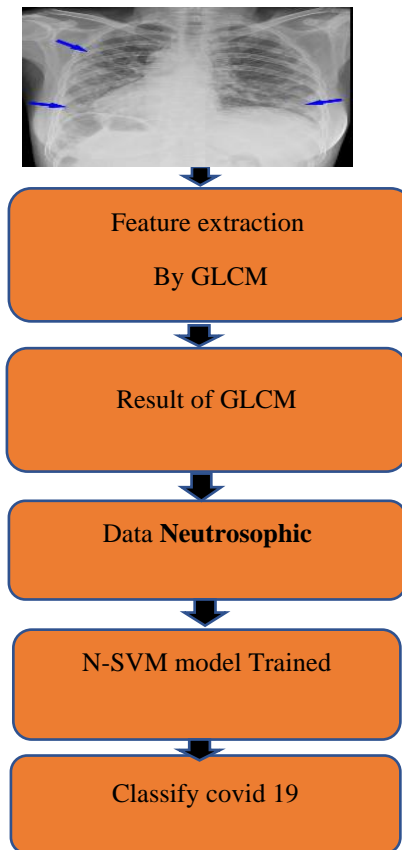 Feature extraction
By GLCM
Result of GLCM
Data Neutrosophic
N-SVM model Trained
Classify covid 19